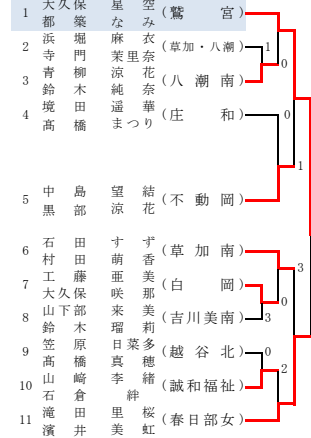 1 大久保 星空 (鷲宮)
都築 なみ
2 浜堀 麻衣 (草加・八潮) 1
寺門 茉里奈
0
3 青柳 涼花 (八潮南)
鈴木 純奈
4 境田 遥華 (庄和) 0
髙橋 まつり
1
5 中島 望結 (不動岡)
黒部 涼花
6 石田 すず (草加南)
村田 萌香
3
7 工藤 亜美 (白岡)
大久保 咲那
0
8 山下部 来美 (吉川美南) 3
鈴木 瑠莉
9 笠原 日菜多 (越谷北) 0
髙橋 真穂
2
10 山﨑 李緒 (誠和福祉)
石倉 絆
11 滝田 里桜 (春日部女)
濱井 美虹